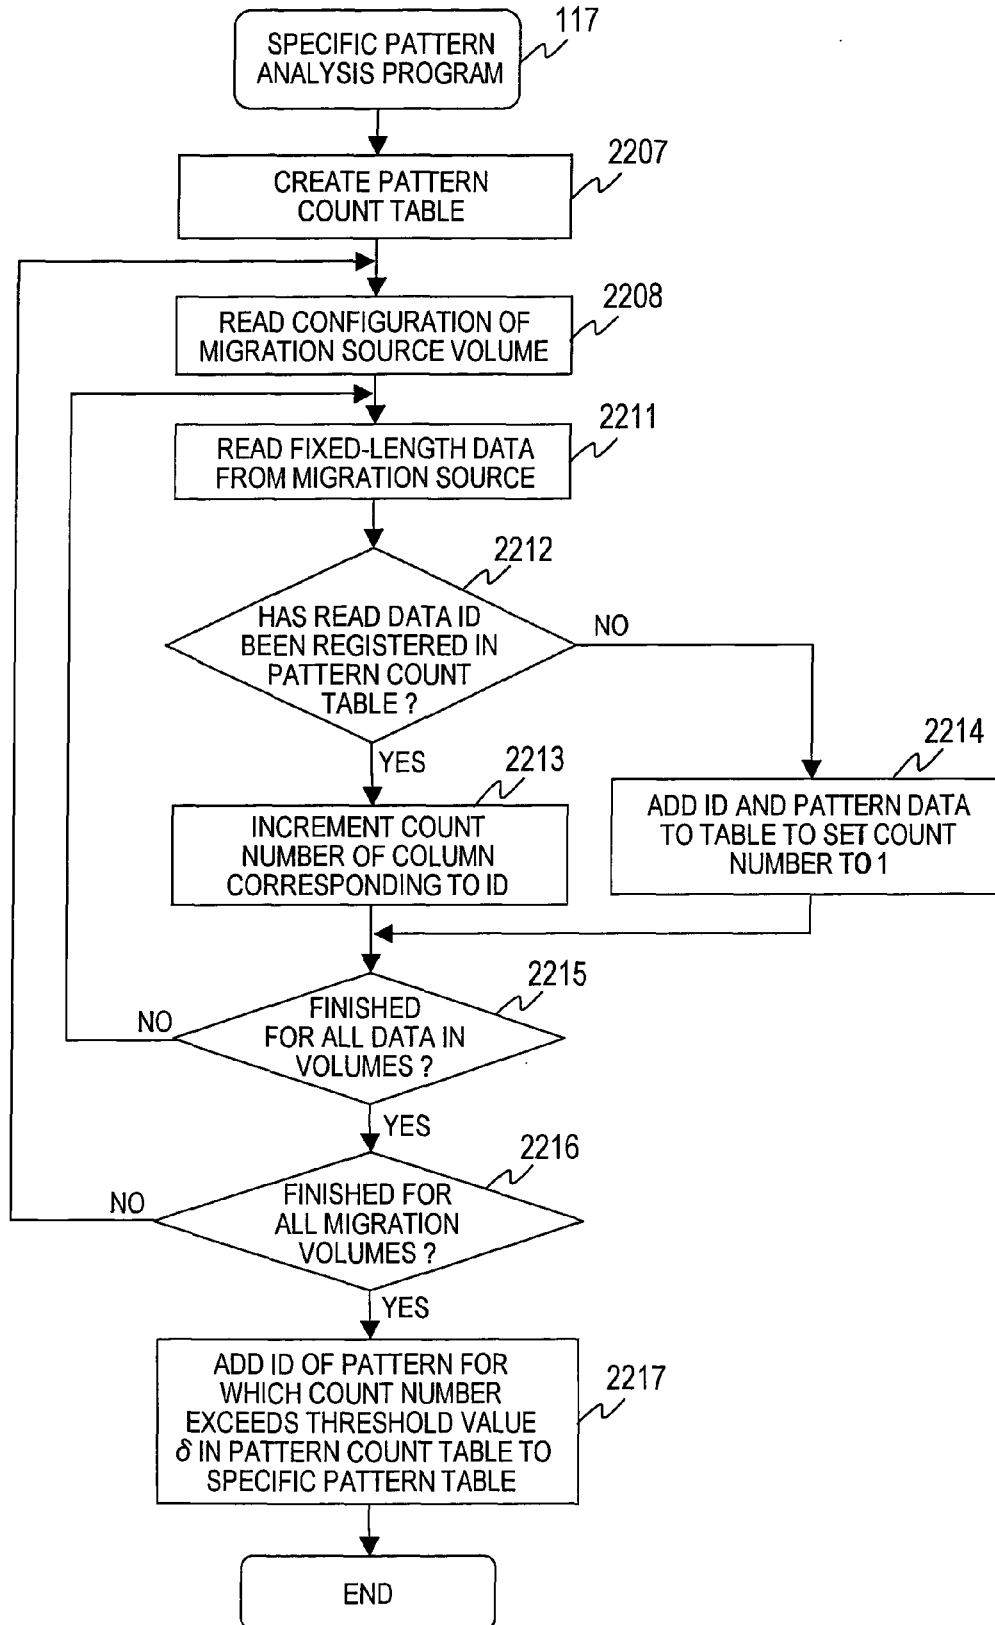 SPECIFIC PATTERN
ANALYSIS PROGRAM
117
CREATE PATTERN
COUNT TABLE
2207
READ CONFIGURATION OF
MIGRATION SOURCE VOLUME
2208
READ FIXED-LENGTH DATA
FROM MIGRATION SOURCE
2211
HAS READ DATA ID
BEEN REGISTERED IN
PATTERN COUNT
TABLE ?
2212
NO
YES
INCREMENT COUNT
NUMBER OF COLUMN
CORRESPONDING TO ID
2213
ADD ID AND PATTERN DATA
TO TABLE TO SET COUNT
NUMBER TO 1
2214
FINISHED
FOR ALL DATA IN
VOLUMES ?
2215
NO
YES
FINISHED FOR
ALL MIGRATION
VOLUMES ?
2216
NO
YES
ADD ID OF PATTERN FOR
WHICH COUNT NUMBER
EXCEEDS THRESHOLD VALUE
δ IN PATTERN COUNT TABLE TO
SPECIFIC PATTERN TABLE
2217
END